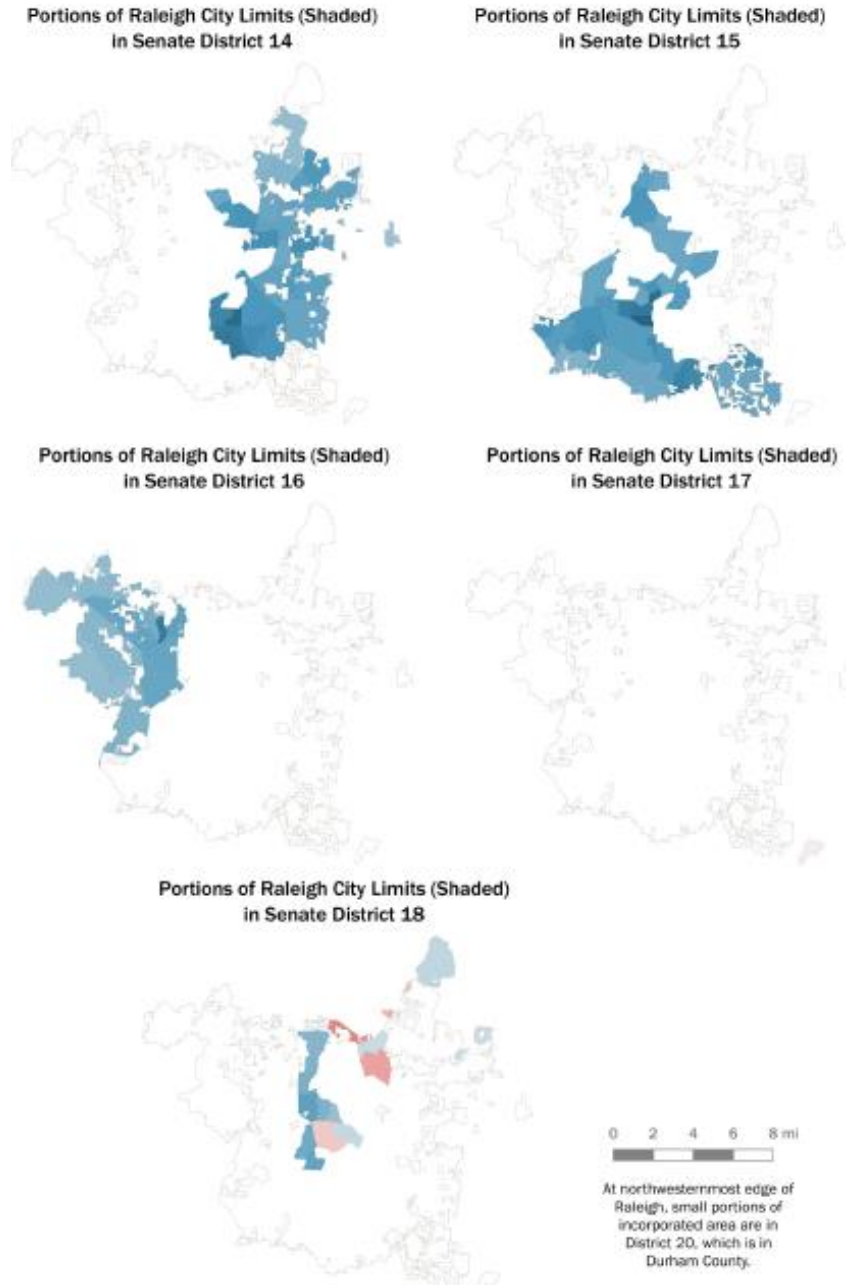 Portions of Raleigh City Limits (Shaded)
in Senate District 14
Portions of Raleigh City Limits (Shaded)
in Senate District 15
Portions of Raleigh City Limits (Shaded)
in Senate District 16
Portions of Raleigh City Limits (Shaded)
in Senate District 17
Portions of Raleigh City Limits (Shaded)
in Senate District 18
0 2 4 6 8 mi
At northwesternmost edge of
Raleigh, small portions of
incorporated area are in
District 20, which is in
Durham County.